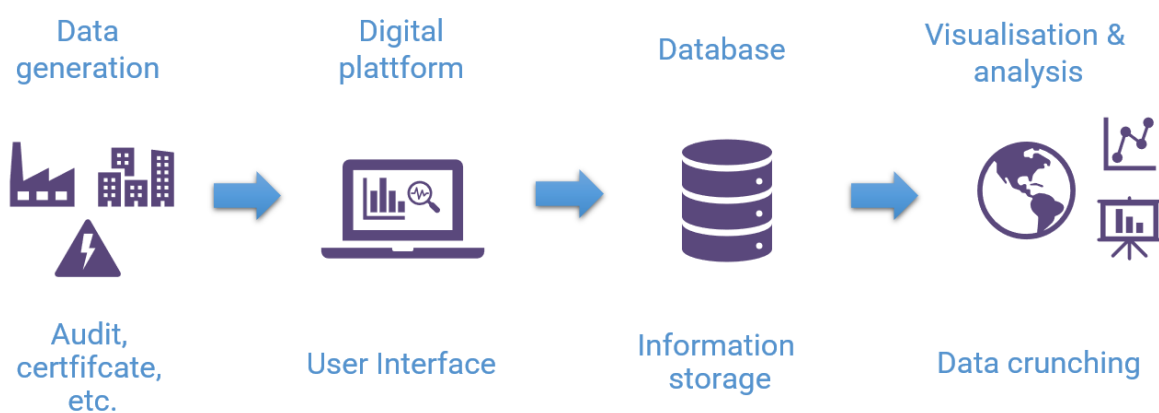 Data
generation
Digital
plattform
Database
Visualisation &
analysis
Audit,
certfifcate,
etc.
User Interface
Information
storage
Data crunching